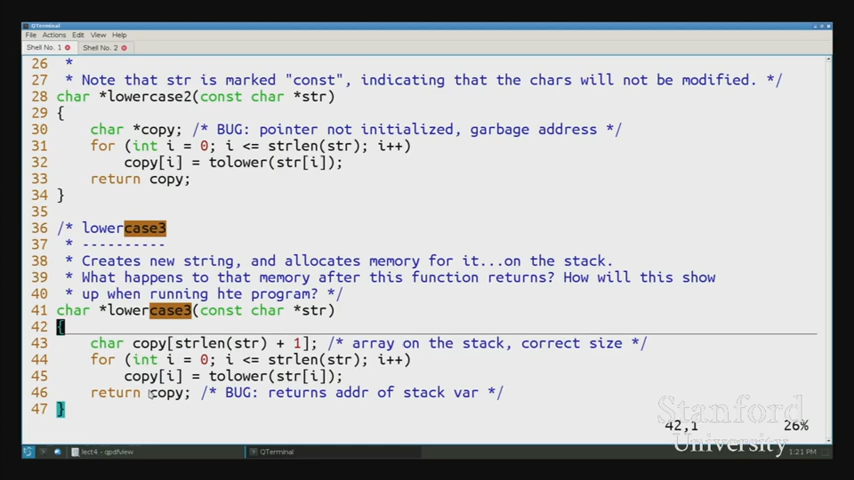 QTerminal
File Actions Edit View Help
Shell No. 1 Shell No. 2
26 *
27 * Note that str is marked "const", indicating that the chars will not be modified. */
28 char *lowercase2(const char *str)
29 {
30 char *copy; /* BUG: pointer not initialized, garbage address */
31 for (int i = 0; i <= strlen(str); i++)
32 copy[i] = tolower(str[i]);
33 return copy;
34 }
35
36 /* lowercase3
37 * ----------
38 * Creates new string, and allocates memory for it...on the stack.
39 * What happens to that memory after this function returns? How will this show
40 * up when running hte program? */
41 char *lowercase3(const char *str)
42 {
43 char copy[strlen(str) + 1]; /* array on the stack, correct size */
44 for (int i = 0; i <= strlen(str); i++)
45 copy[i] = tolower(str[i]);
46 return copy; /* BUG: returns addr of stack var */
47 }
42,1 26%
Stanford
University
lect4 - qpdfview QTerminal 1:21 PM